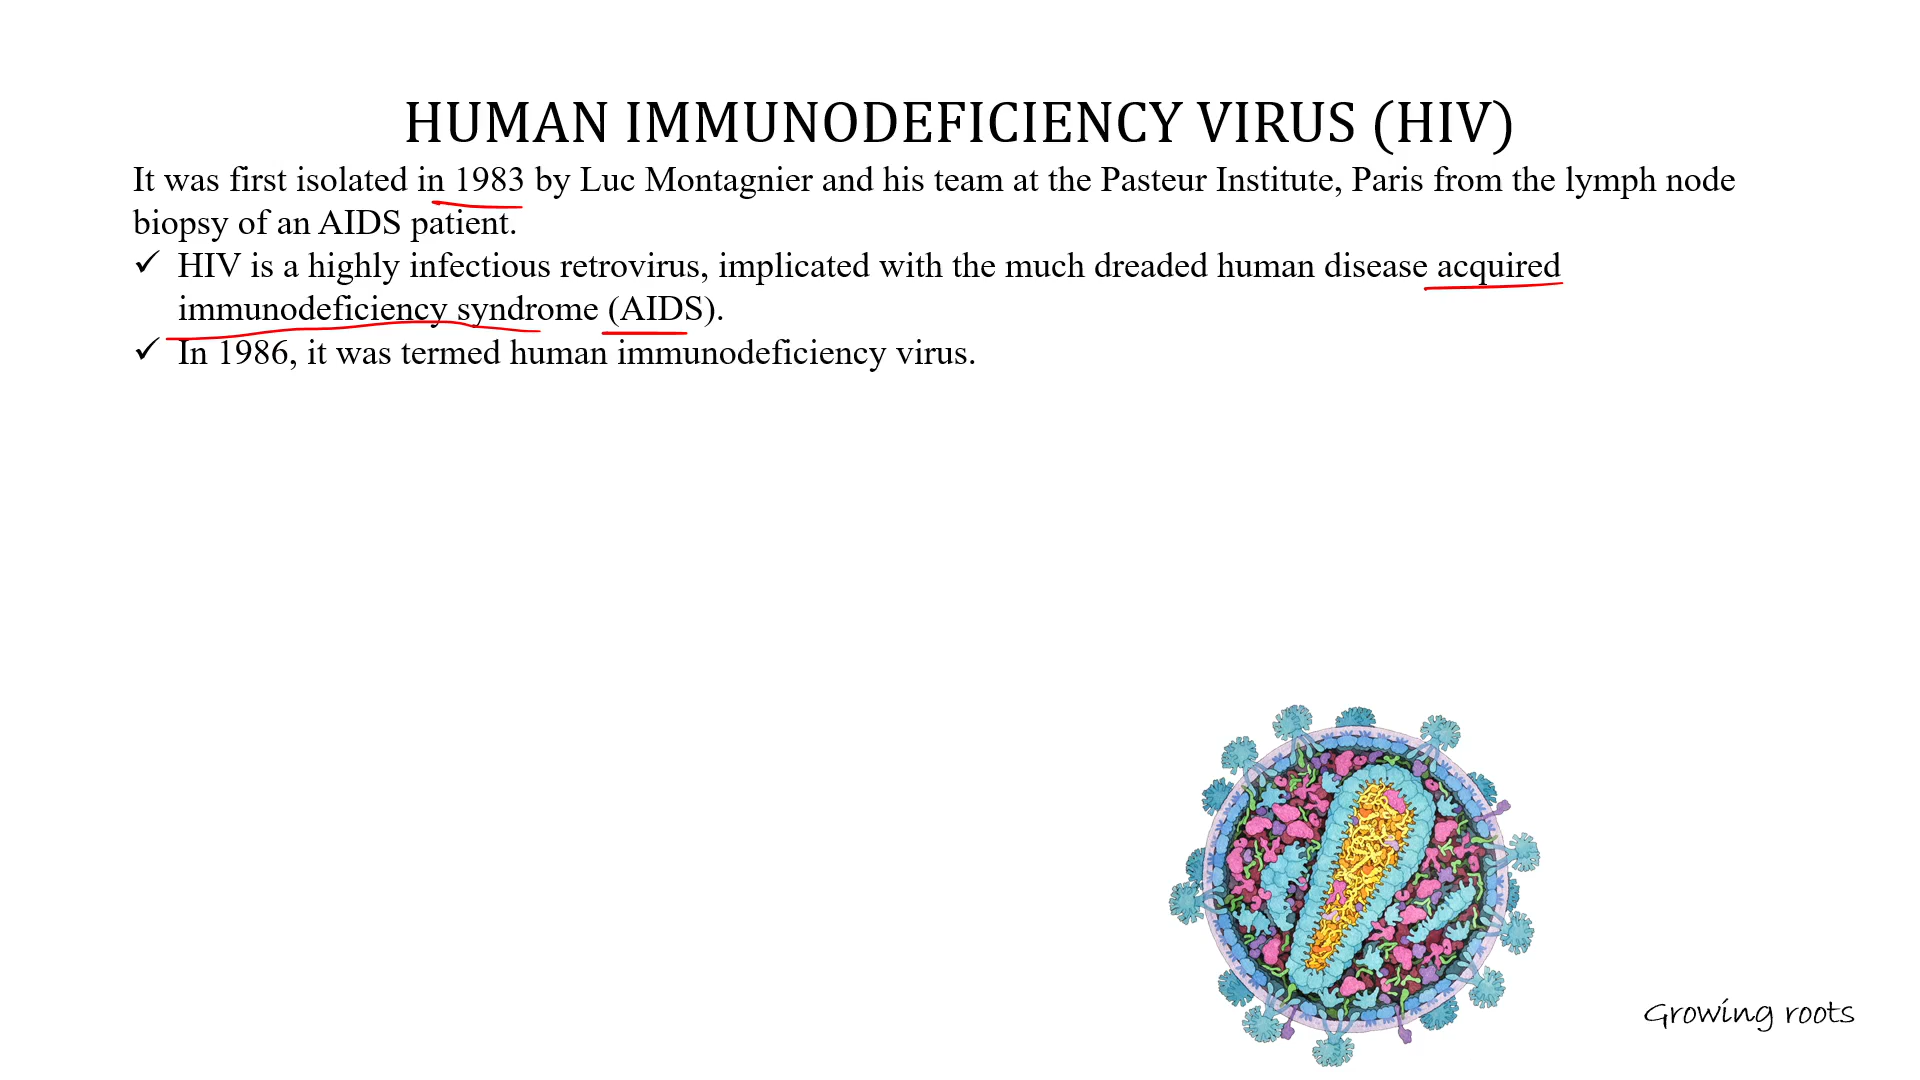 HUMAN IMMUNODEFICIENCY VIRUS (HIV)
It was first isolated in 1983 by Luc Montagnier and his team at the Pasteur Institute, Paris from the lymph node
biopsy of an AIDS patient.
✓ HIV is a highly infectious retrovirus, implicated with the much dreaded human disease acquired
immunodeficiency syndrome (AIDS).
✓ In 1986, it was termed human immunodeficiency virus.
Growing roots